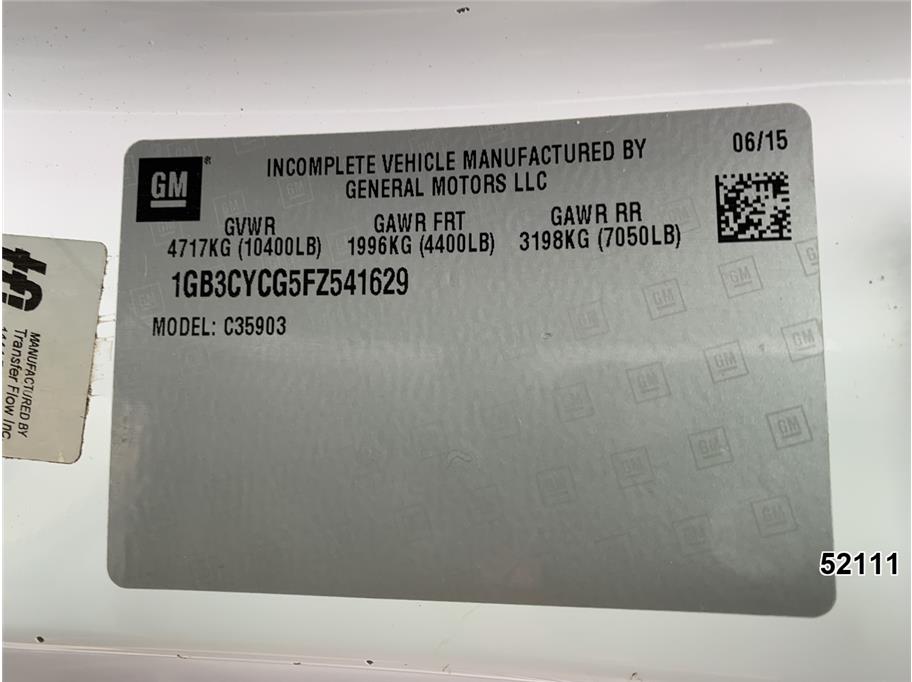 06/15
GM
INCOMPLETE VEHICLE MANUFACTURED BY
GENERAL MOTORS LLC
GVWR GAWR FRT GAWR RR
4717KG (10400LB) 1996KG (4400LB) 3198KG (7050LB)
1GB3CYCG5FZ541629
MODEL: C35903
MANUFACTURED BY
Transfer Flow Inc
52111